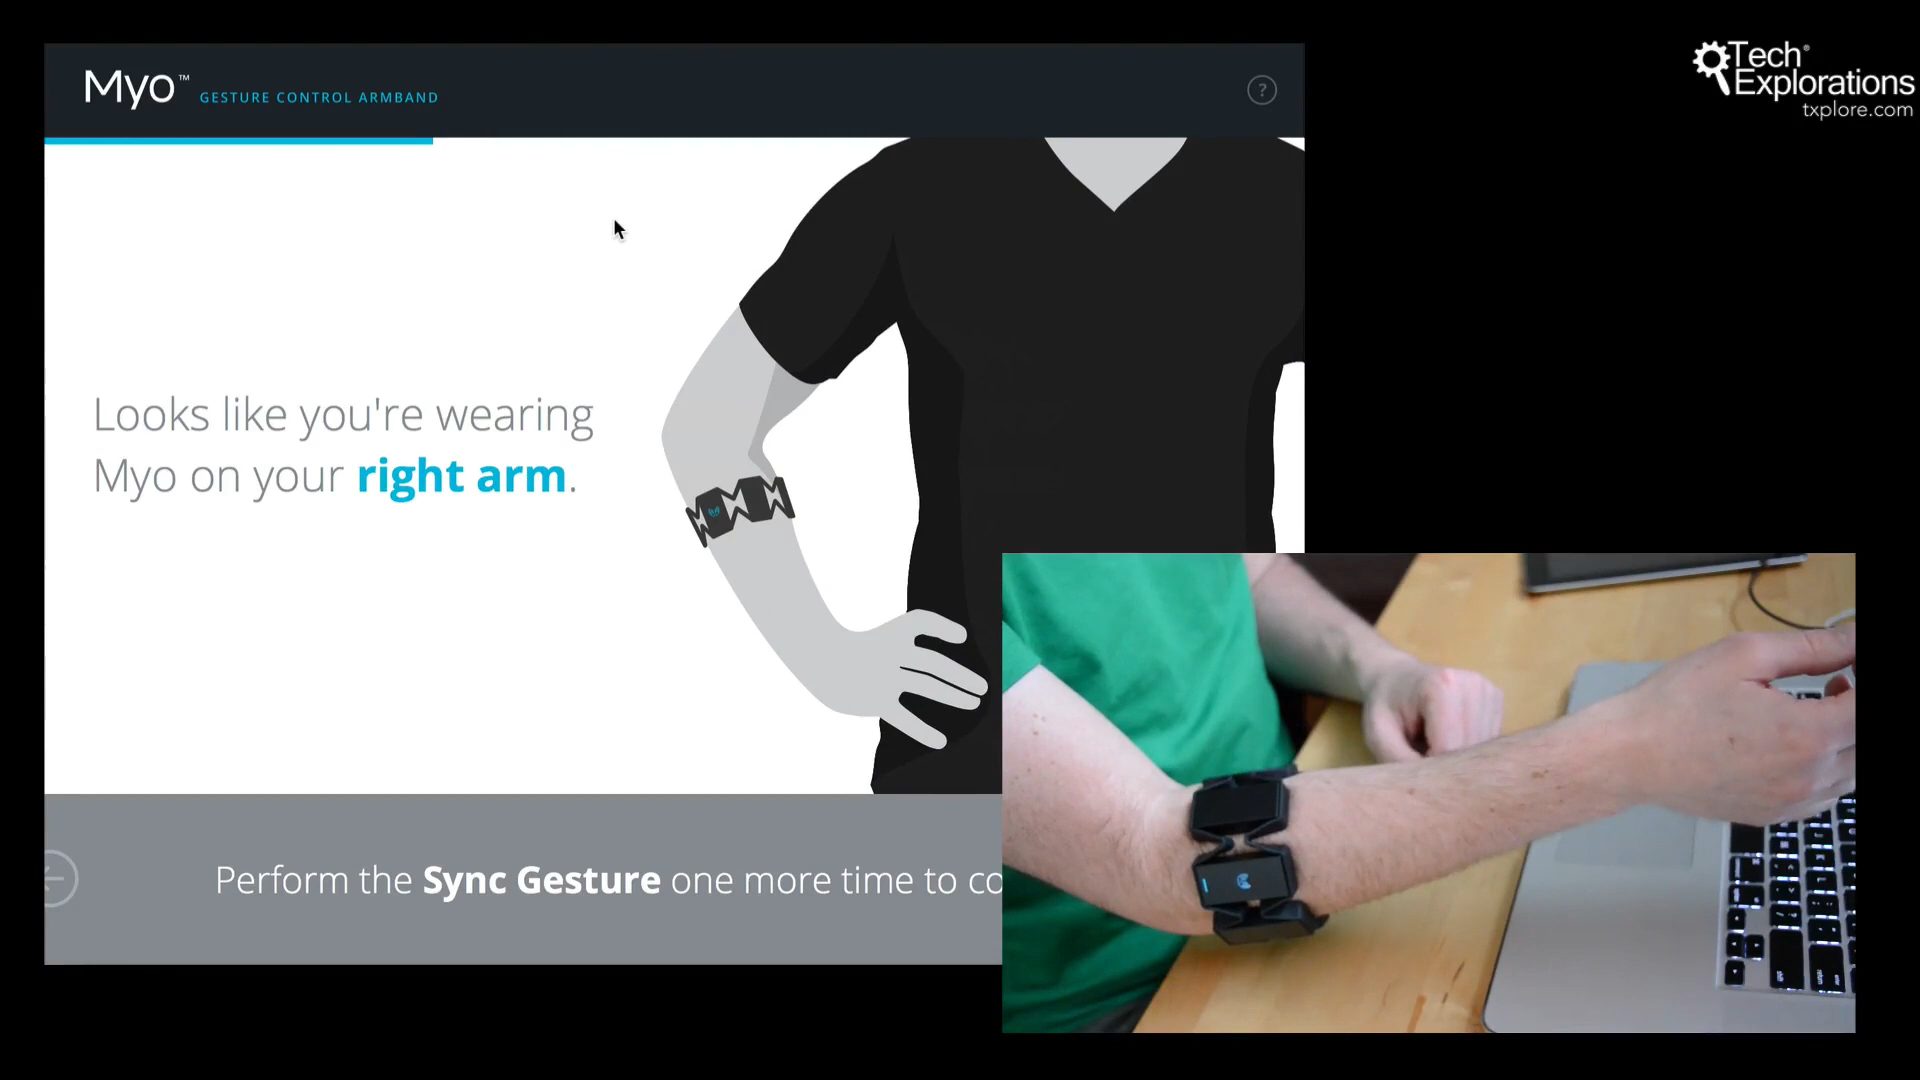 Myo™ GESTURE CONTROL ARMBAND
?
Tech®
Explorations
txplore.com
Looks like you're wearing
Myo on your right arm.
Perform the Sync Gesture one more time to co